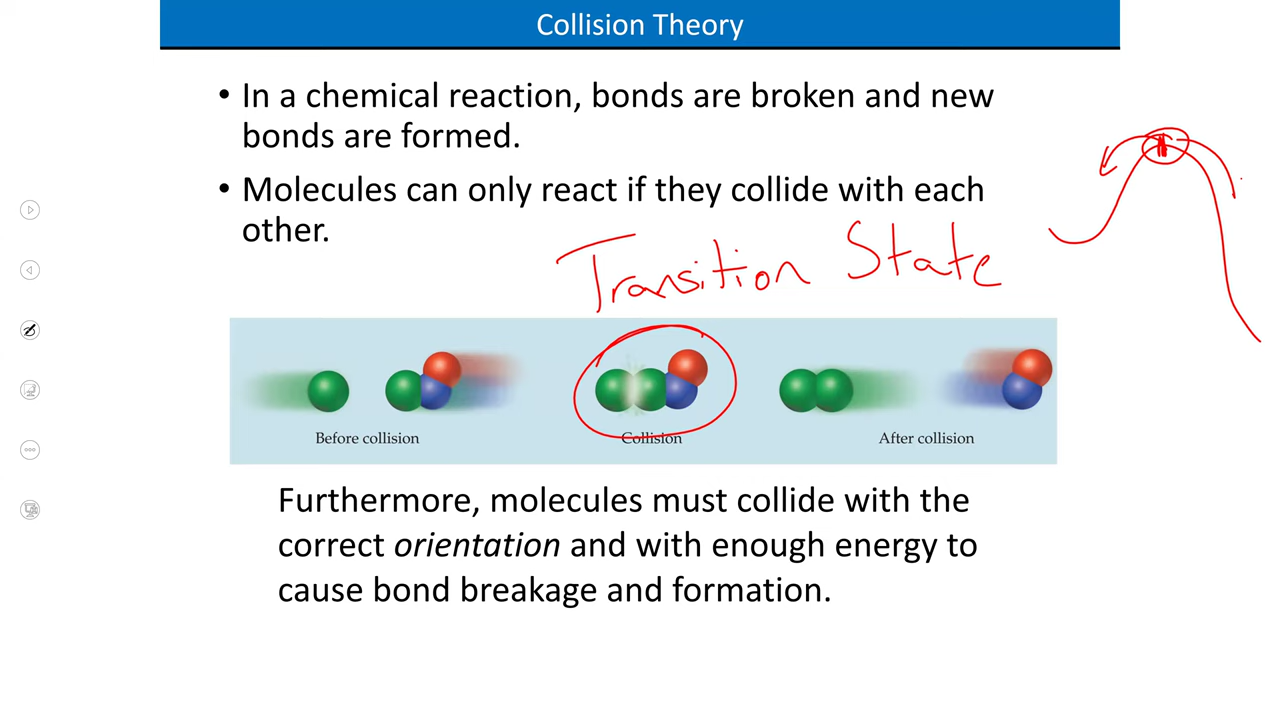 Collision Theory
• In a chemical reaction, bonds are broken and new
bonds are formed.
• Molecules can only react if they collide with each
other.
Transition State
Before collision
Collision
After collision
Furthermore, molecules must collide with the
correct orientation and with enough energy to
cause bond breakage and formation.